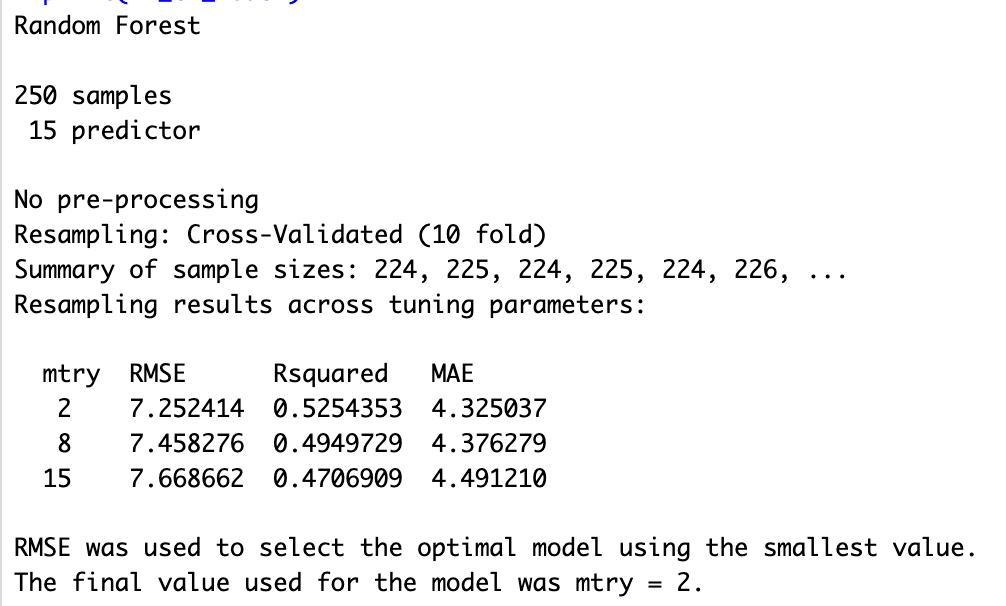 Random Forest
250 samples
15 predictor
No pre-processing
Resampling: Cross-Validated (10 fold)
Summary of sample sizes: 224, 225, 224, 225, 224, 226, ...
Resampling results across tuning parameters:
mtry RMSE Rsquared MAE
2 7.252414 0.5254353 4.325037
8 7.458276 0.4949729 4.376279
15 7.668662 0.4706909 4.491210
RMSE was used to select the optimal model using the smallest value.
The final value used for the model was mtry = 2.